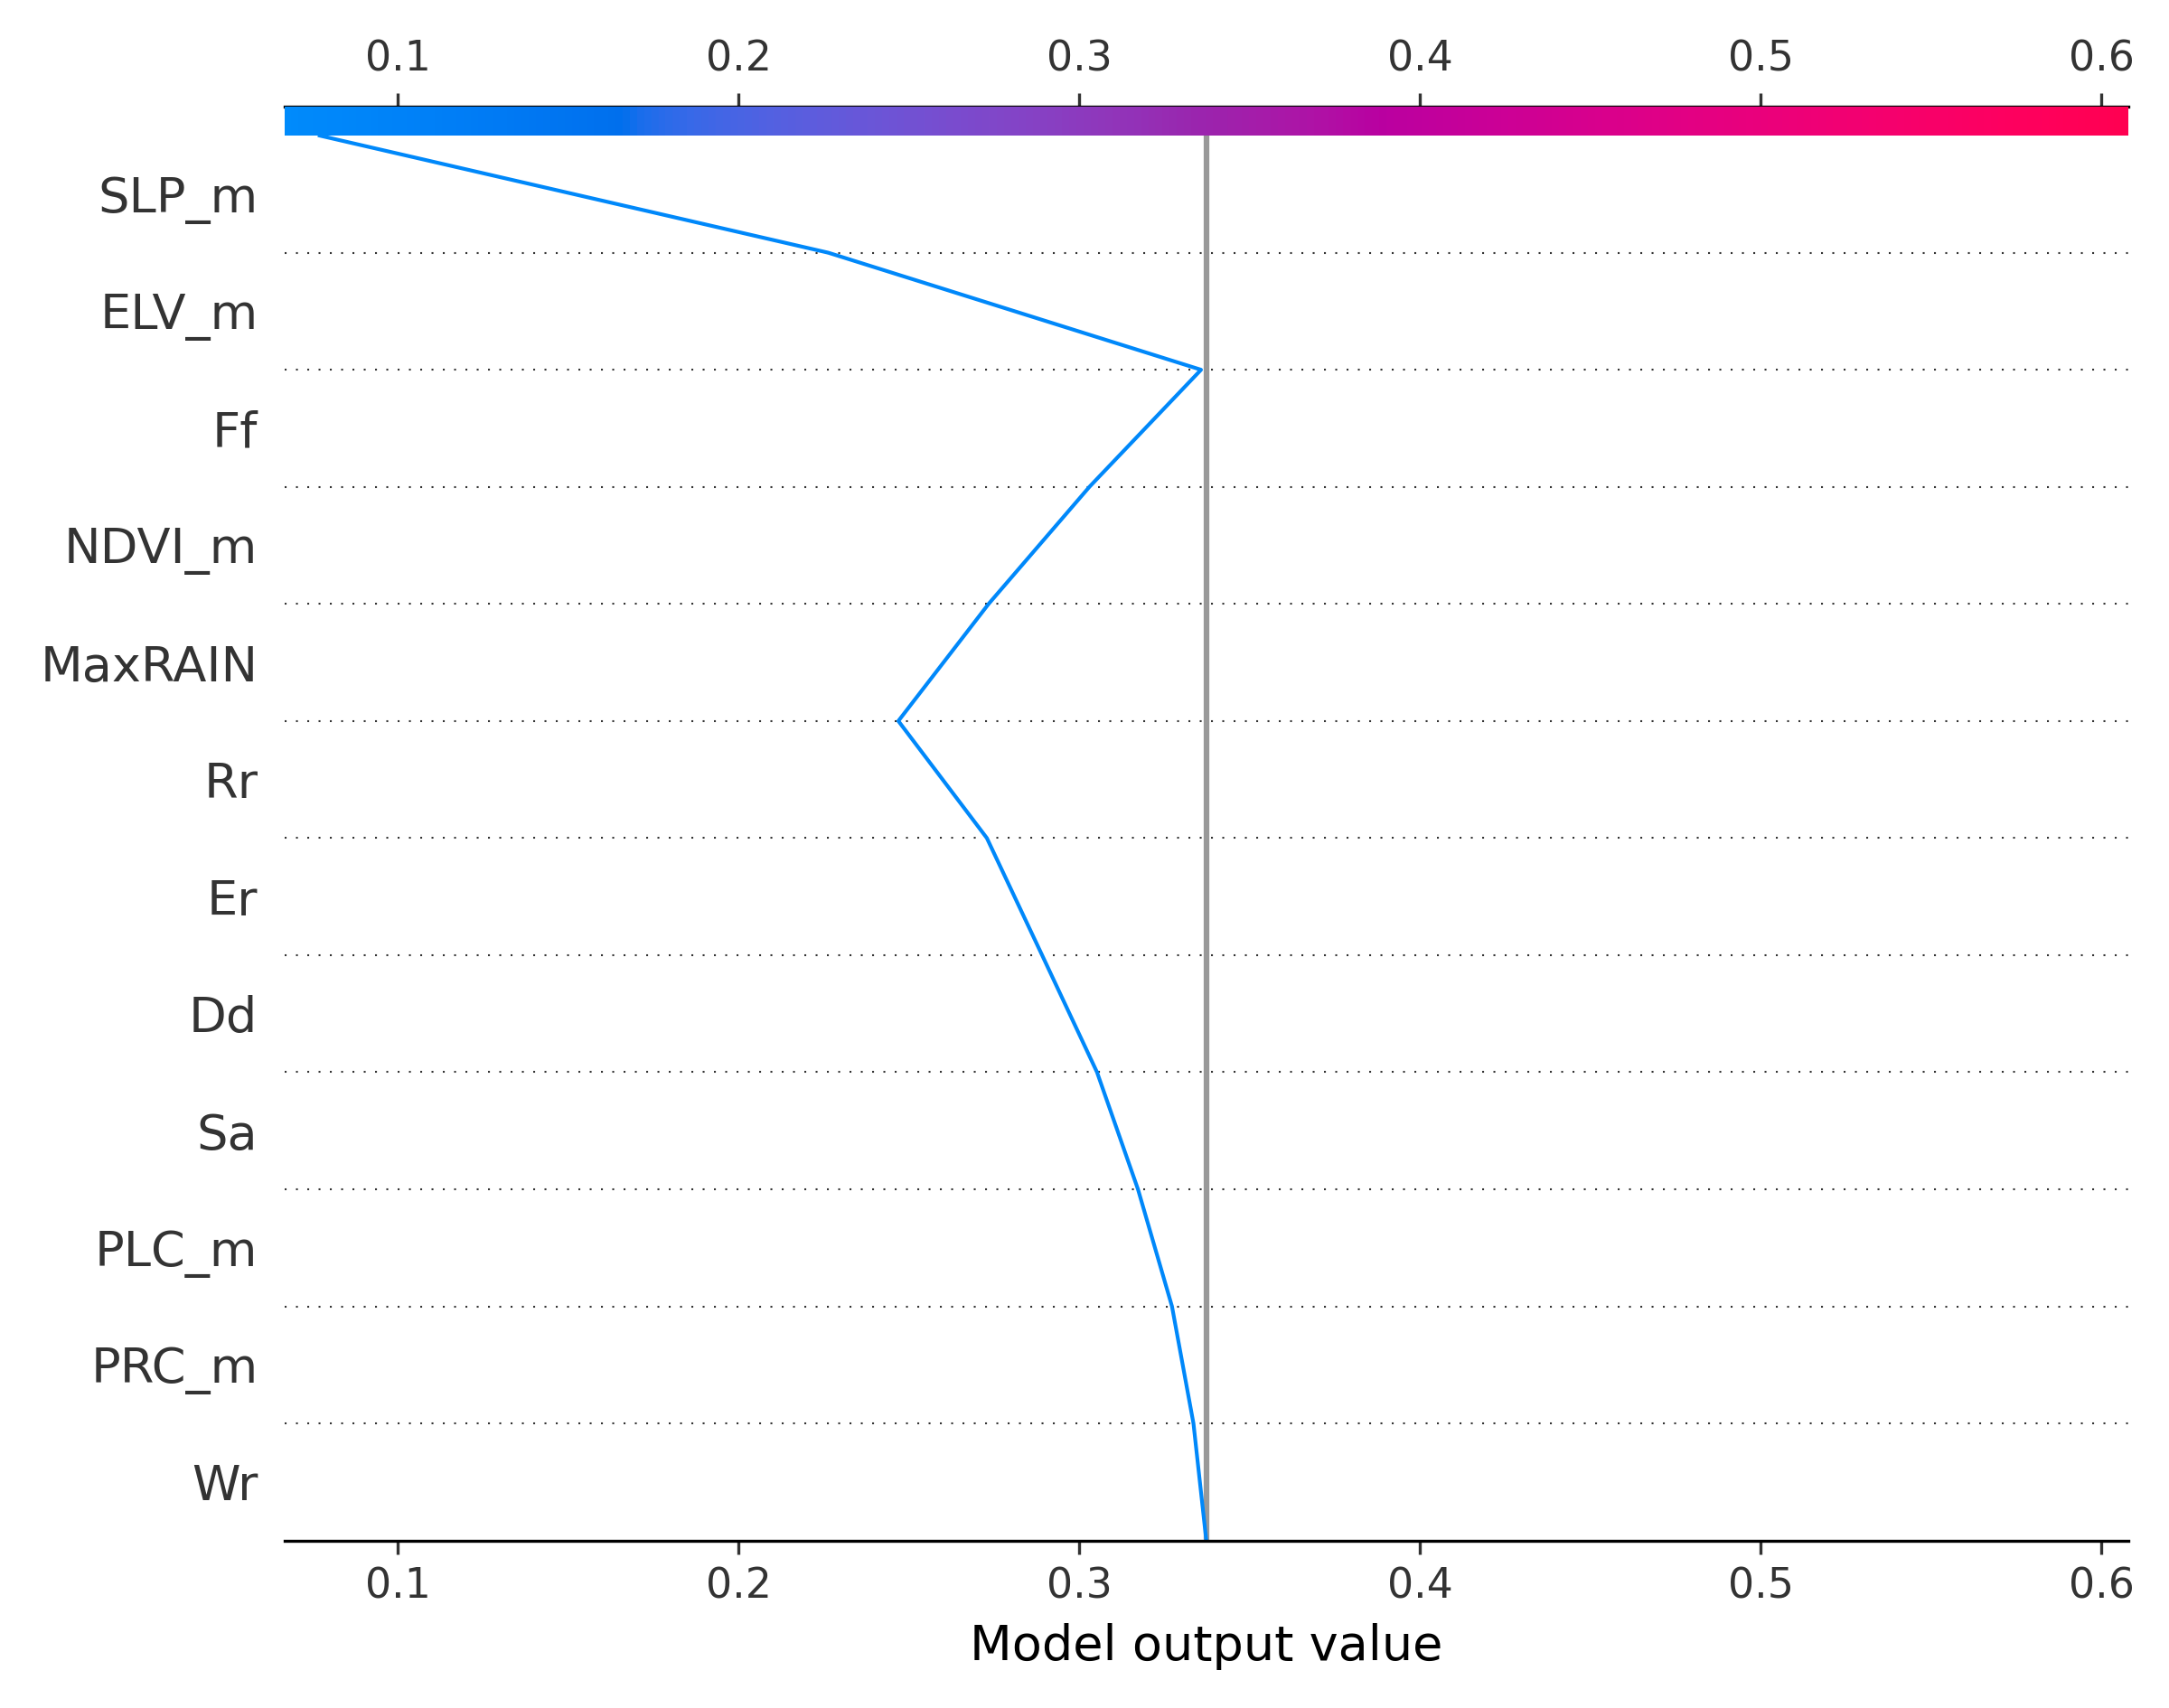 0.1 0.2 0.3 0.4 0.5 0.6
SLP_m
ELV_m
Ff
NDVI_m
MaxRAIN
Rr
Er
Dd
Sa
PLC_m
PRC_m
Wr
0.1 0.2 0.3 0.4 0.5 0.6
Model output value